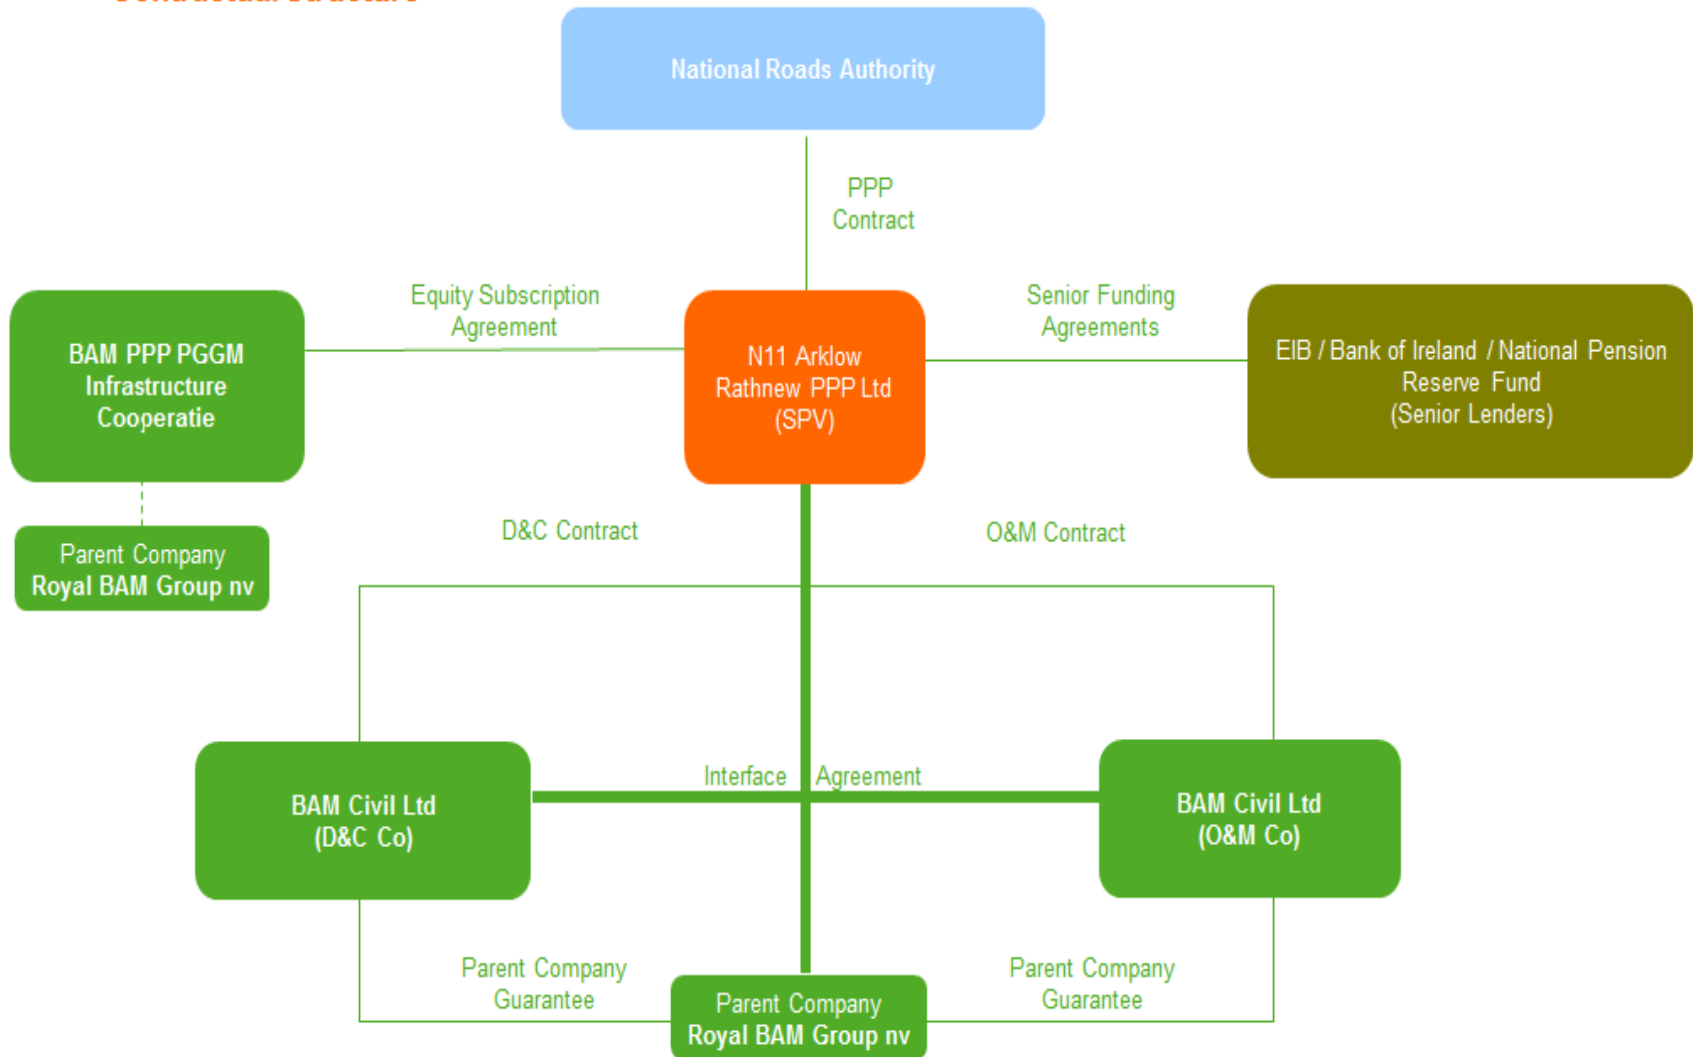 National Roads Authority
PPP
Contract
Equity Subscription
Agreement
Senior Funding
Agreements
BAM PPP PGGM
Infrastructure
Cooperatie
N11 Arklow
Rathnew PPP Ltd
(SPV)
EIB / Bank of Ireland / National Pension
Reserve Fund
(Senior Lenders)
Parent Company
Royal BAM Group nv
D&C Contract
O&M Contract
Interface Agreement
BAM Civil Ltd
(D&C Co)
BAM Civil Ltd
(O&M Co)
Parent Company
Guarantee
Parent Company
Guarantee
Parent Company
Royal BAM Group nv